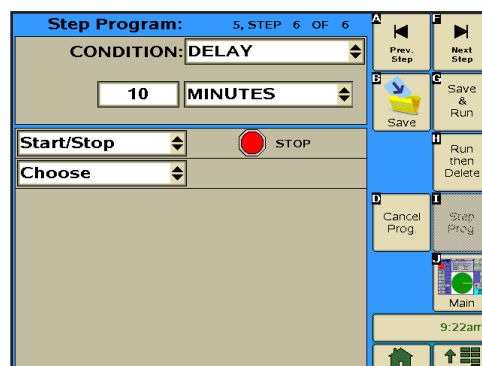 Step Program: 5, STEP 6 OF 6
CONDITION: DELAY
10 MINUTES
Start/Stop STOP
Choose
A
Prev.
Step
F
Next
Step
B
Save
G
Save
&
Run
H
Run
then
Delete
D
Cancel
Prog.
I
Step
Prog
J
Main
9:22am